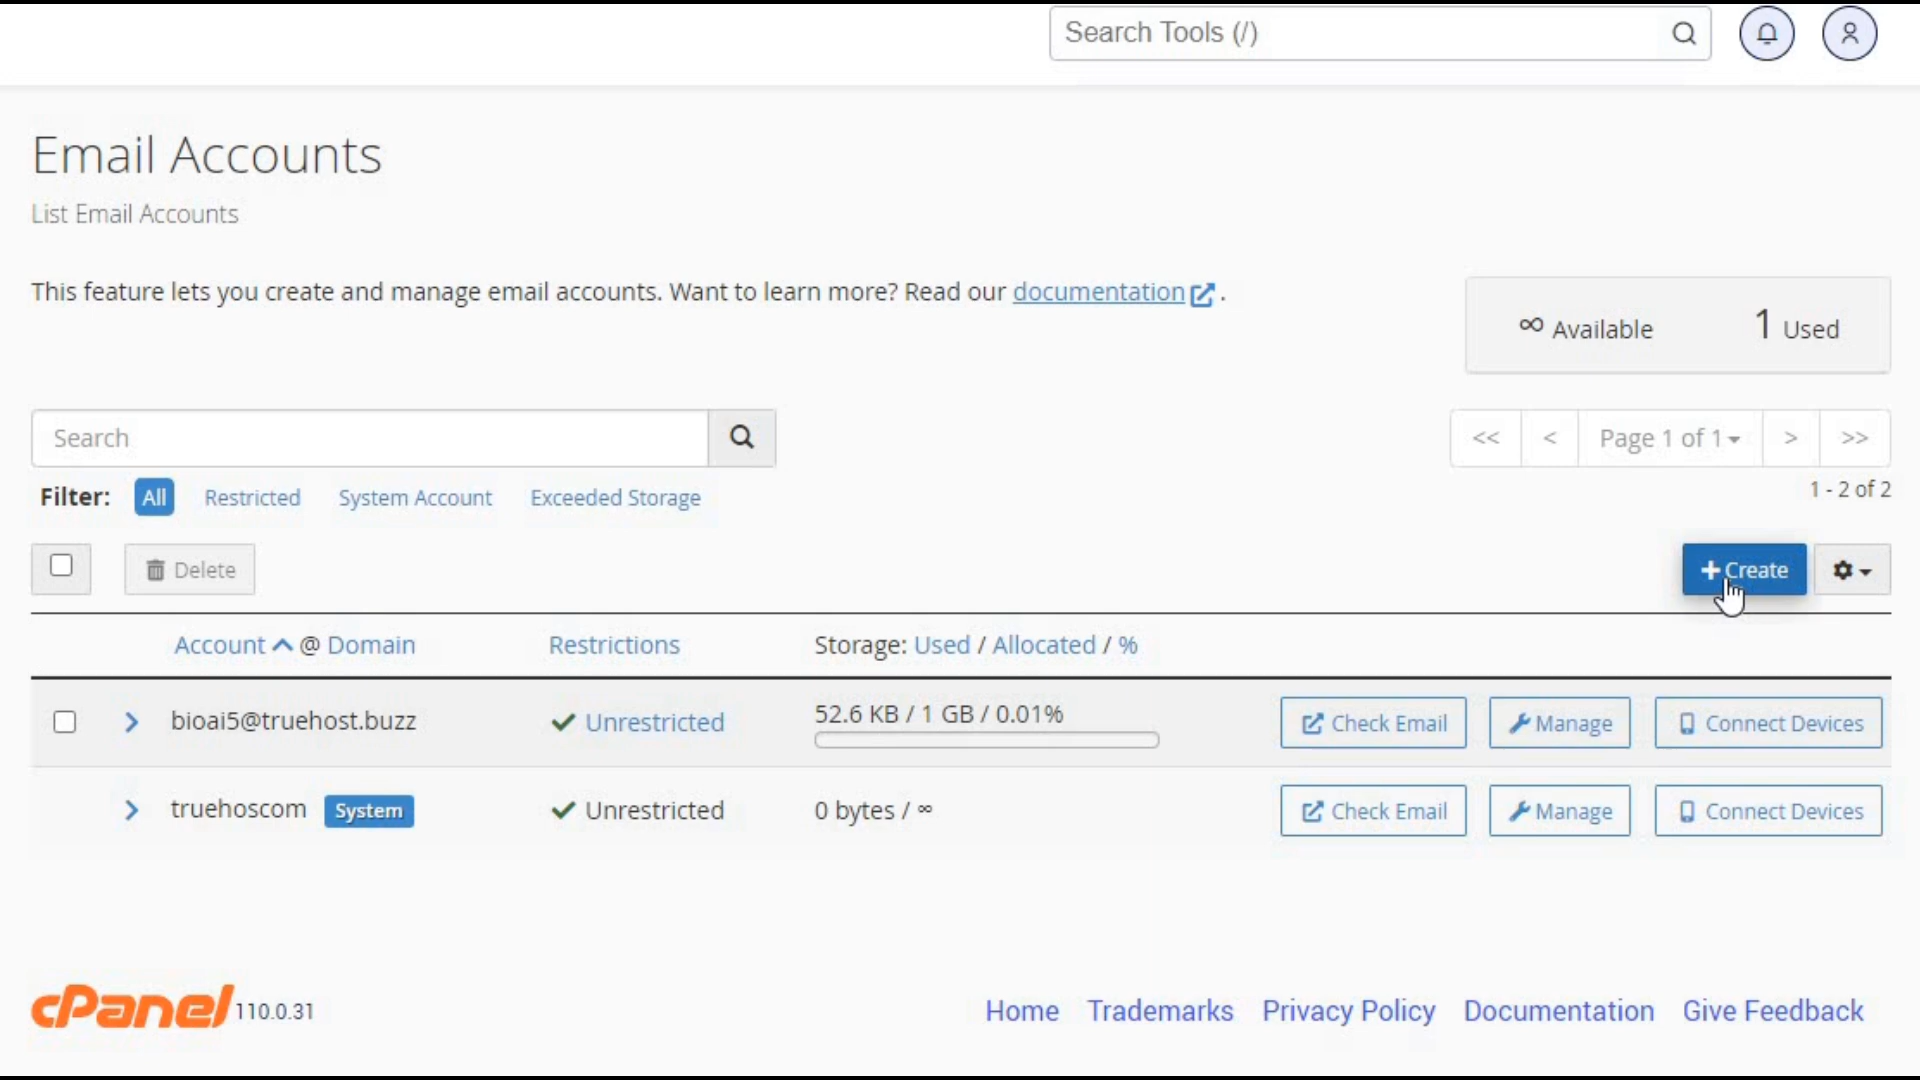 Search Tools (/)
Email Accounts
List Email Accounts
This feature lets you create and manage email accounts. Want to learn more? Read our documentation .
∞ Available 1 Used
Search
<< < Page 1 of 1 > >>
Filter: All Restricted System Account Exceeded Storage
1 - 2 of 2
Delete
+ Create
Account @ Domain Restrictions Storage: Used / Allocated / %
bioai5@truehost.buzz Unrestricted 52.6 KB / 1 GB / 0.01% Check Email Manage Connect Devices
truehoscom System Unrestricted 0 bytes / ∞ Check Email Manage Connect Devices
cPanel 110.0.31 Home Trademarks Privacy Policy Documentation Give Feedback